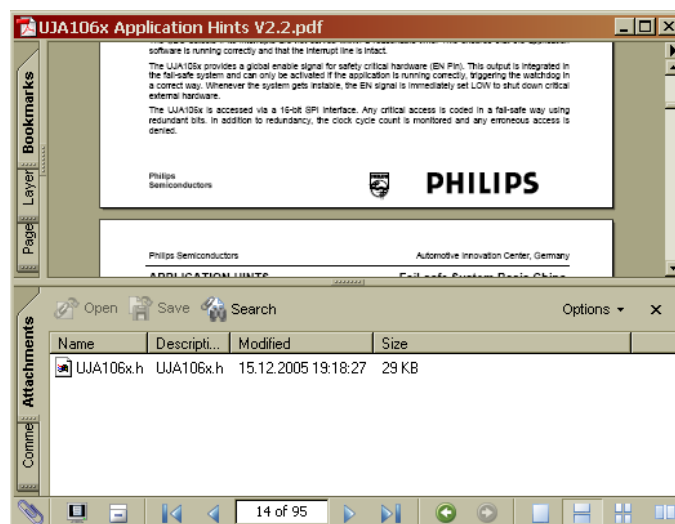 UJA106x Application Hints V2.2.pdf
software is running correctly and that the interrupt line is intact.
The UJA106x provides a global enable signal for safety critical hardware (EN Pin). This output is integrated in
the fail-safe system and can only be activated if the application is running correctly, triggering the watchdog in
a correct way. Whenever the system gets instable, the EN signal is immediately set LOW to shut down critical
external hardware.
The UJA106x is accessed via a 16-bit SPI interface. Any critical access is coded in a fail-safe way using
redundant bits. In addition to redundancy, the clock cycle count is monitored and any erroneous access is
denied.
Philips
Semiconductors
PHILIPS
Philips Semiconductors Automotive Innovation Center, Germany
APPLICATION HINTS Fail-safe System Basis Chips
Bookmarks
Layer
Page
Open Save Search Options
Name Descripti... Modified Size
UJA106x.h UJA106x.h 15.12.2005 19:18:27 29 KB
Attachments
Comme
14 of 95